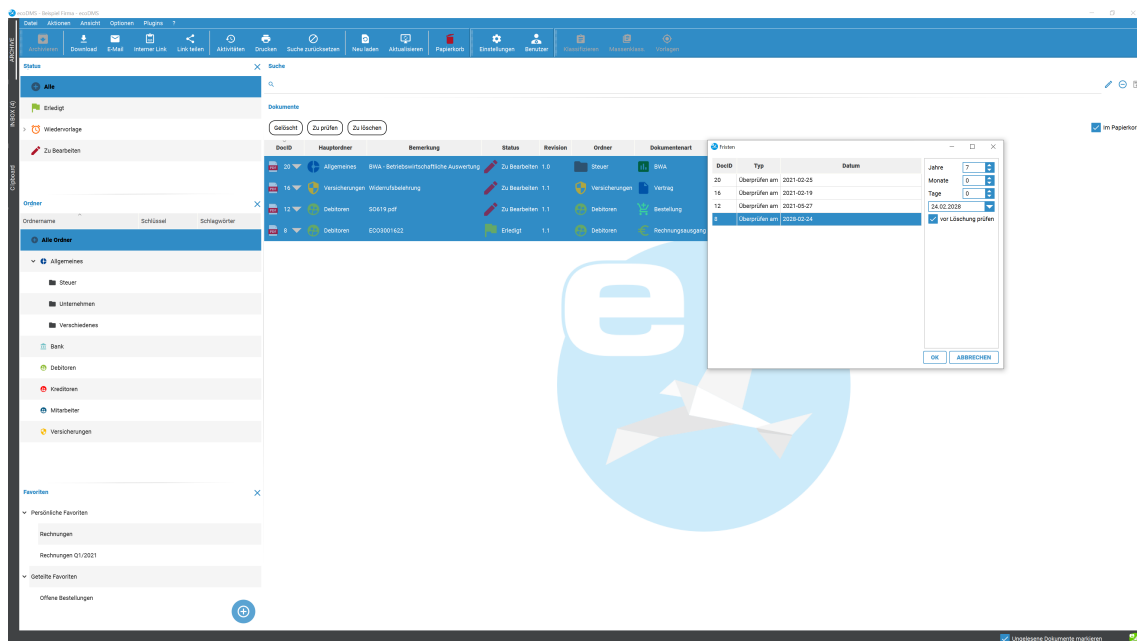 ecoDMS - Beispiel Firma - ecoDMS
Datei Aktionen Ansicht Optionen Plugins ?
Archivieren Download E-Mail Interner Link Link teilen Aktivitäten Drucken Suche zurücksetzen Neu laden Aktualisieren Papierkorb Einstellungen Benutzer Klassifizieren Massenklass. Vorlagen
ARCHIVE
INBOX (4)
Clipboard
Status
Alle
Erledigt
Wiedervorlage
Zu Bearbeiten
Ordner
Ordnername Schlüssel Schlagwörter
Alle Ordner
Allgemeines
Steuer
Unternehmen
Verschiedenes
Bank
Debitoren
Kreditoren
Mitarbeiter
Versicherungen
Favoriten
Persönliche Favoriten
Rechnungen
Rechnungen Q1/2021
Geteilte Favoriten
Offene Bestellungen
Suche
Dokumente
Gelöscht Zu prüfen Zu löschen
Im Papierkor
DocID Hauptordner Bemerkung Status Revision Ordner Dokumentenart
PDF 20 Allgemeines BWA - Betriebswirtschaftliche Auswertung Zu Bearbeiten 1.0 Steuer BWA
PDF 16 Versicherungen Widerrufsbelehrung Zu Bearbeiten 1.1 Versicherungen Vertrag
PDF 12 Debitoren SO619.pdf Zu Bearbeiten 1.1 Debitoren Bestellung
PDF 8 Debitoren ECO3001622 Erledigt 1.1 Debitoren Rechnungsausgang
e
Fristen
DocID Typ Datum
20 Überprüfen am 2021-02-25
16 Überprüfen am 2021-02-19
12 Überprüfen am 2021-05-27
8 Überprüfen am 2028-02-24
Jahre 7
Monate 0
Tage 0
24.02.2028
vor Löschung prüfen
OK ABBRECHEN
Ungelesene Dokumente markieren